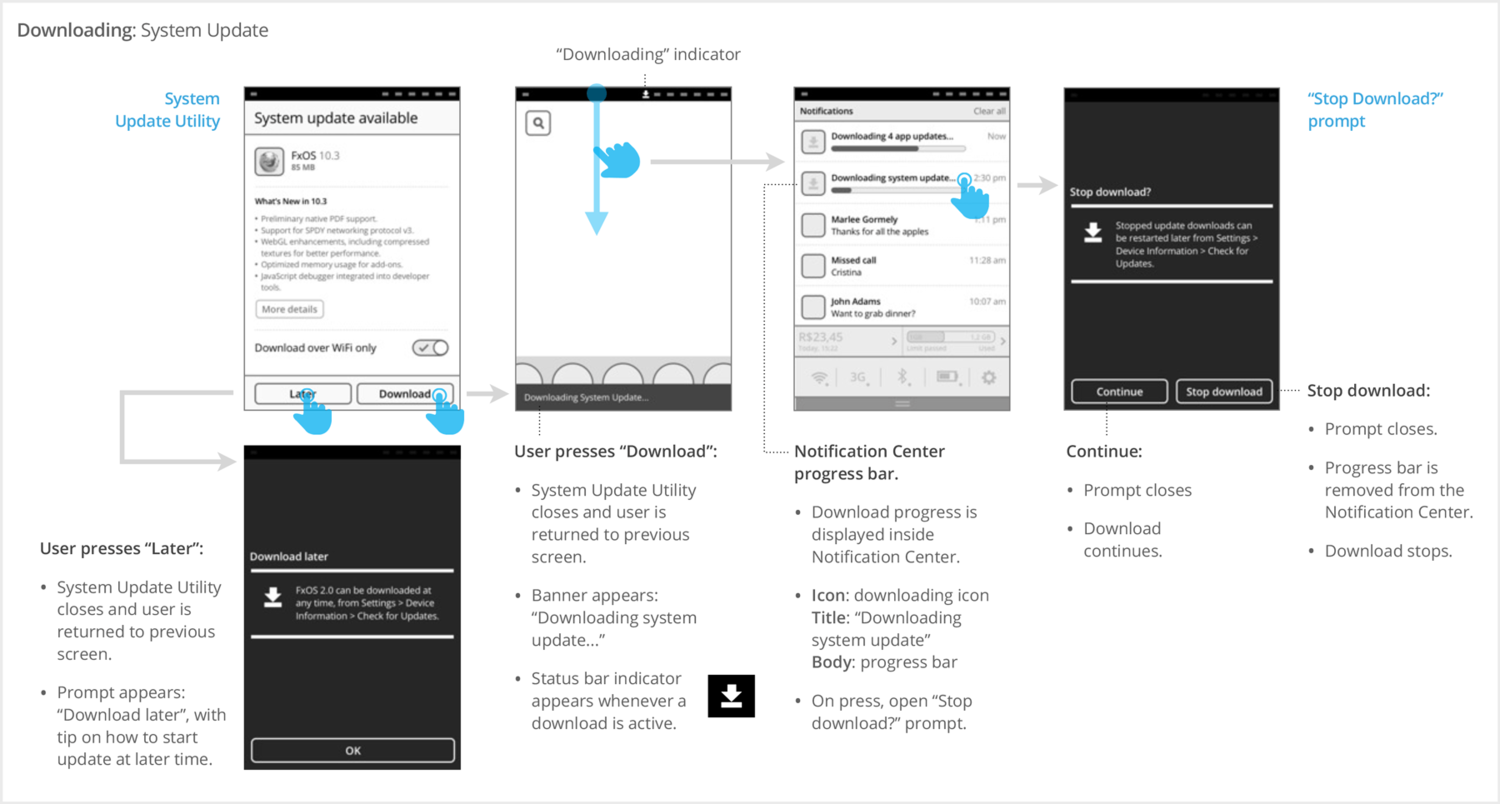 Downloading: System Update
"Downloading" indicator
System
Update Utility
System update available
FxOS 10.3
85 MB
What's New in 10.3
• Preliminary native PDF support.
• Support for SPDY networking protocol v3.
• WebGL enhancements, including compressed
textures for better performance.
• Optimized memory usage for add-ons.
• JavaScript debugger integrated into developer
tools.
More details
Download over WiFi only
Later
Download
User presses "Later":
• System Update Utility
closes and user is
returned to previous
screen.
• Prompt appears:
"Download later", with
tip on how to start
update at later time.
Download later
FxOS 2.0 can be downloaded at
any time, from Settings > Device
Information > Check for Updates.
OK
Downloading System Update...
User presses "Download":
• System Update Utility
closes and user is
returned to previous
screen.
• Banner appears:
"Downloading system
update..."
• Status bar indicator
appears whenever a
download is active.
Notifications
Clear all
Downloading 4 app updates...
Now
Downloading system update...
2:30 pm
Marlee Gormely
1:11 pm
Thanks for all the apples
Missed call
11:28 am
Cristina
John Adams
10:07 am
Want to grab dinner?
R$23,45
Today, 15:22
1.2 GB
Limit passed
Used
3G
Notification Center
progress bar.
• Download progress is
displayed inside
Notification Center.
• Icon: downloading icon
Title: "Downloading
system update"
Body: progress bar
• On press, open "Stop
download?" prompt.
"Stop Download?"
prompt
Stop download?
Stopped update downloads can
be restarted later from Settings >
Device Information > Check for
Updates.
Continue
Stop download
Continue:
• Prompt closes
• Download
continues.
Stop download:
• Prompt closes.
• Progress bar is
removed from the
Notification Center.
• Download stops.